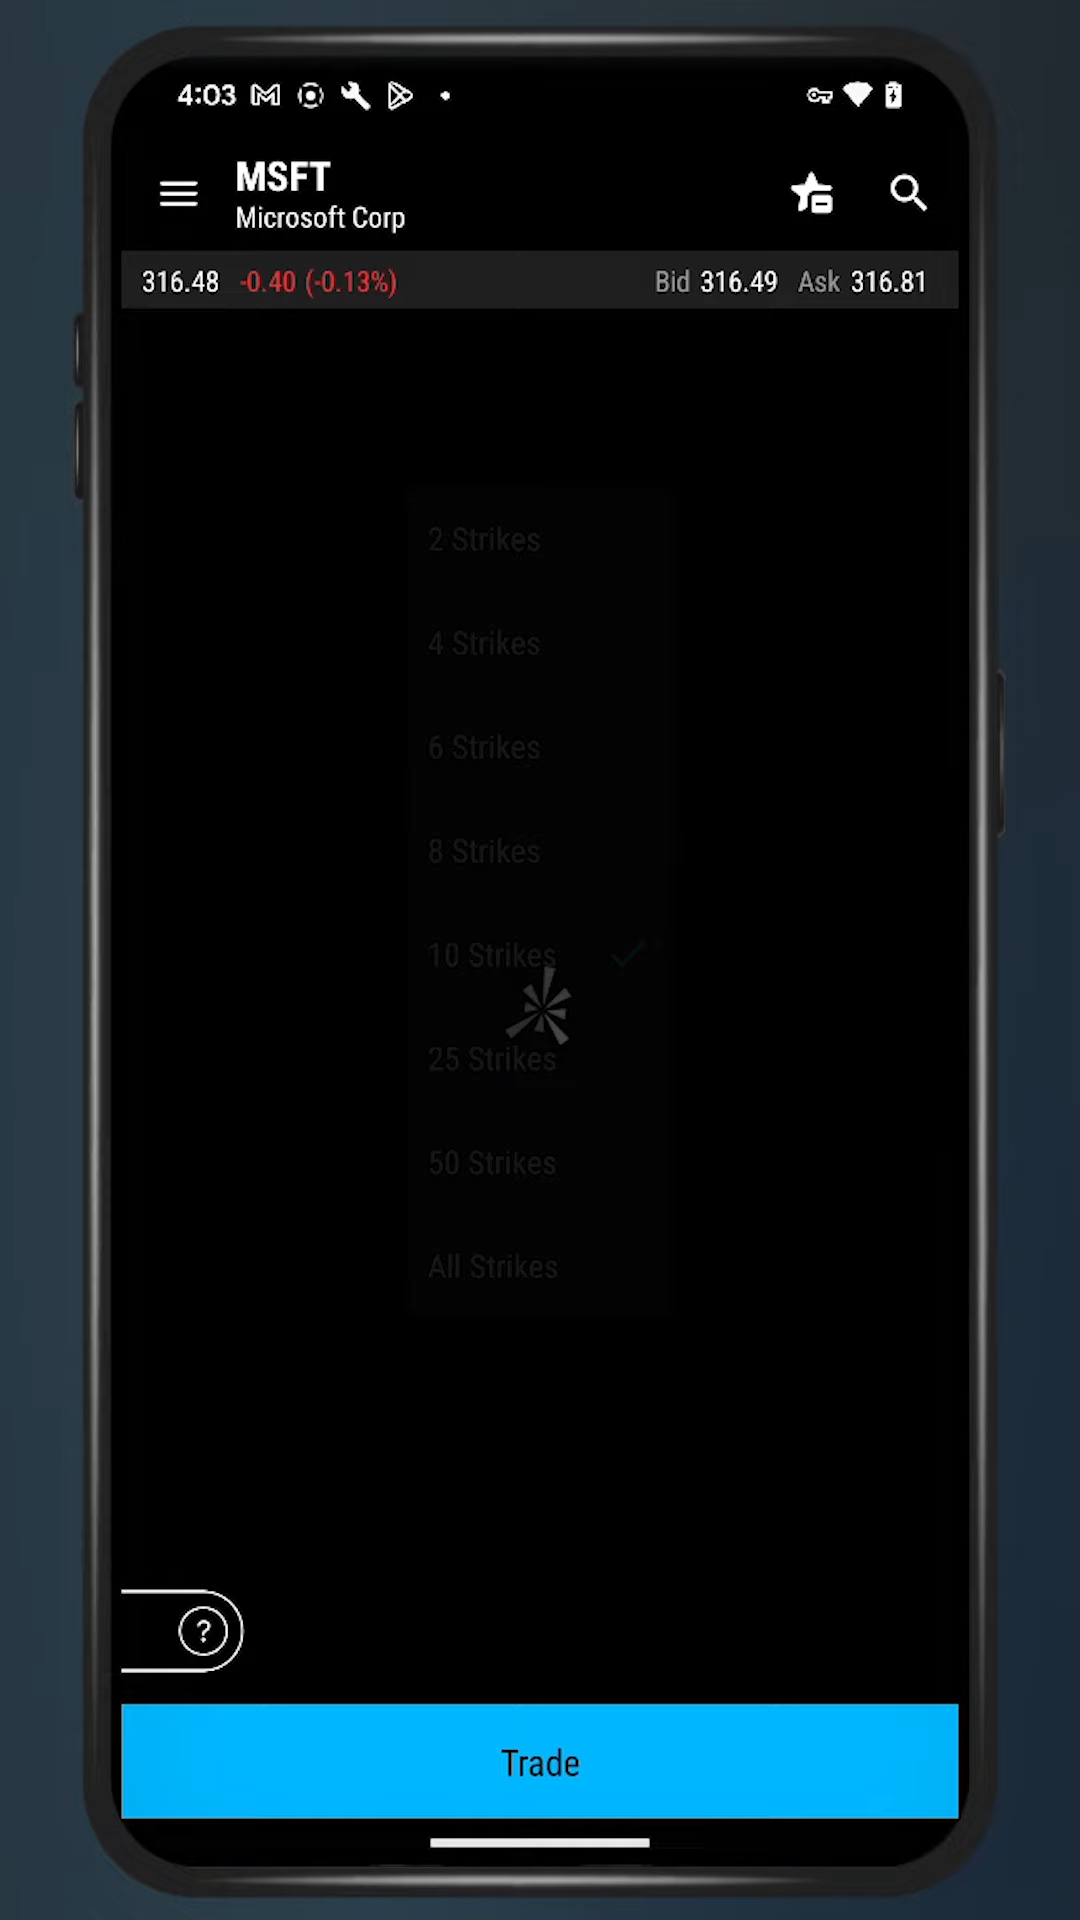 4:03
MSFT
Microsoft Corp
316.48 -0.40 (-0.13%) Bid 316.49 Ask 316.81
2 Strikes
4 Strikes
6 Strikes
8 Strikes
10 Strikes
25 Strikes
50 Strikes
All Strikes
?
Trade